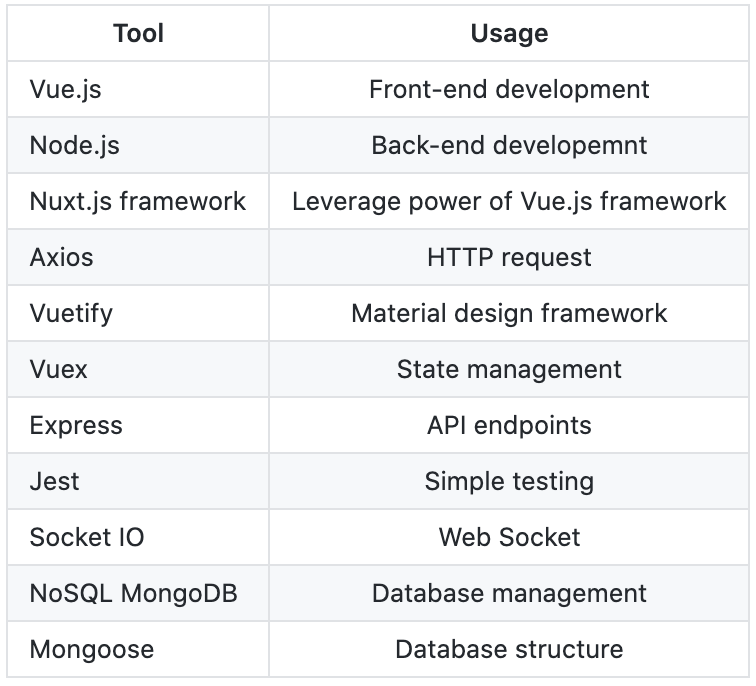 Tool Usage
Vue.js Front-end development
Node.js Back-end developemnt
Nuxt.js framework Leverage power of Vue.js framework
Axios HTTP request
Vuetify Material design framework
Vuex State management
Express API endpoints
Jest Simple testing
Socket IO Web Socket
NoSQL MongoDB Database management
Mongoose Database structure